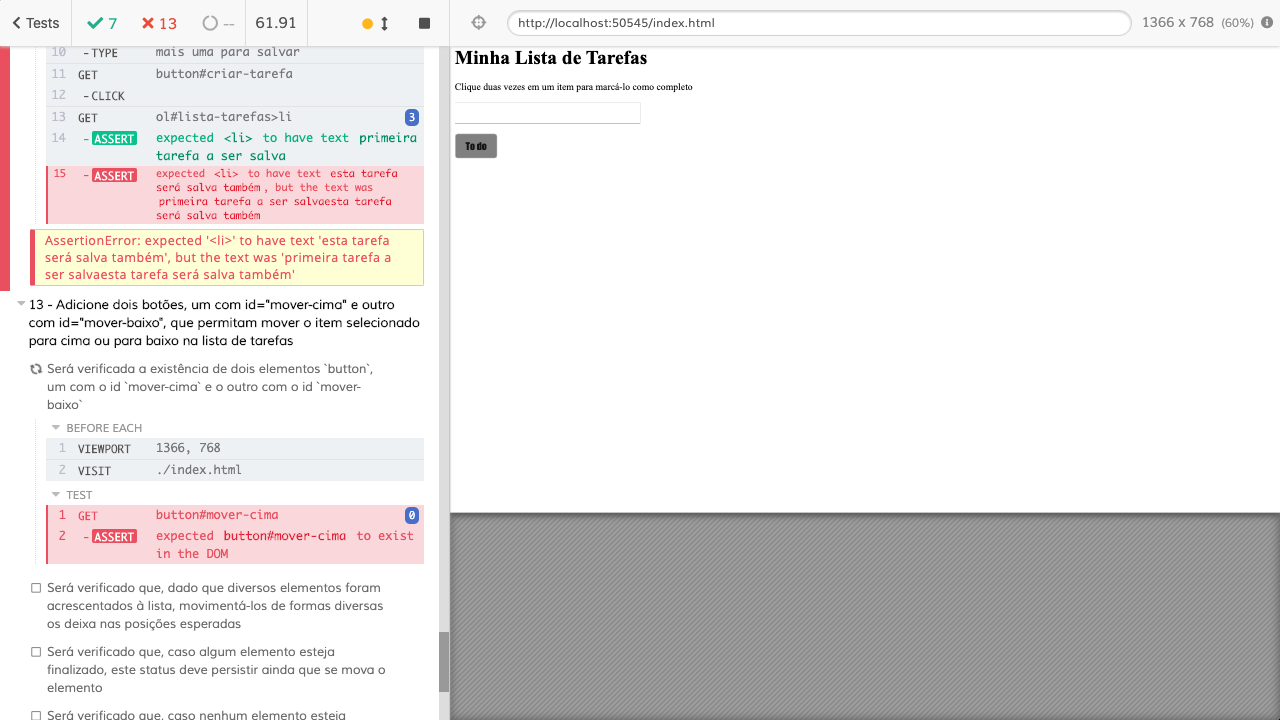 Tests
7
13
--
61.91
http://localhost:50545/index.html
1366 x 768 (60%)
10 -TYPE mais uma para salvar
11 GET button#criar-tarefa
12 -CLICK
13 GET ol#lista-tarefas>li 3
14 -ASSERT expected <li> to have text primeira
tarefa a ser salva
15 -ASSERT expected <li> to have text esta tarefa
será salva também, but the text was
primeira tarefa a ser salvaesta tarefa
será salva também
AssertionError: expected '<li>' to have text 'esta tarefa
será salva também', but the text was 'primeira tarefa a
ser salvaesta tarefa será salva também'
13 - Adicione dois botões, um com id="mover-cima" e outro
com id="mover-baixo", que permitam mover o item selecionado
para cima ou para baixo na lista de tarefas
Será verificada a existência de dois elementos `button`,
um com o id `mover-cima` e o outro com o id `mover-
baixo`
BEFORE EACH
1 VIEWPORT 1366, 768
2 VISIT ./index.html
TEST
1 GET button#mover-cima 0
2 -ASSERT expected button#mover-cima to exist
in the DOM
Será verificado que, dado que diversos elementos foram
acrescentados à lista, movimentá-los de formas diversas
os deixa nas posições esperadas
Será verificado que, caso algum elemento esteja
finalizado, este status deve persistir ainda que se mova o
elemento
Será verificado que, caso nenhum elemento esteja
Minha Lista de Tarefas
Clique duas vezes em um item para marcá-lo como completo
To do